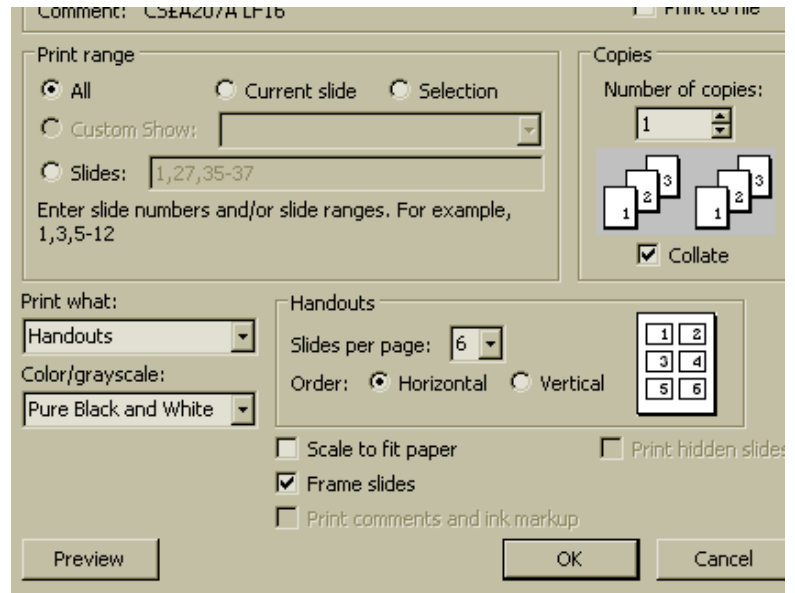 Comment: CSEA207A LF16
Print to file
Print range
All
Current slide
Selection
Custom Show:
Slides:
1,27,35-37
Enter slide numbers and/or slide ranges. For example,
1,3,5-12
Copies
Number of copies:
1
1 2 3 1 2 3
Collate
Print what:
Handouts
Color/grayscale:
Pure Black and White
Handouts
Slides per page: 6
Order: Horizontal Vertical
1 2
3 4
5 6
Scale to fit paper
Print hidden slides
Frame slides
Print comments and ink markup
Preview
OK
Cancel